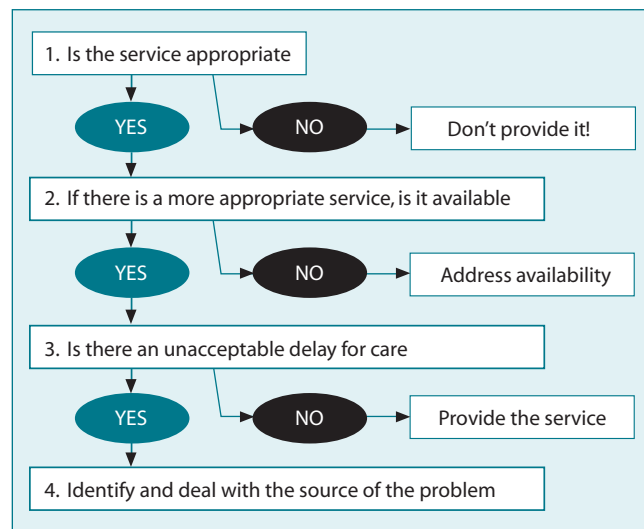 1. Is the service appropriate
YES
NO
Don't provide it!
2. If there is a more appropriate service, is it available
YES
NO
Address availability
3. Is there an unacceptable delay for care
YES
NO
Provide the service
4. Identify and deal with the source of the problem